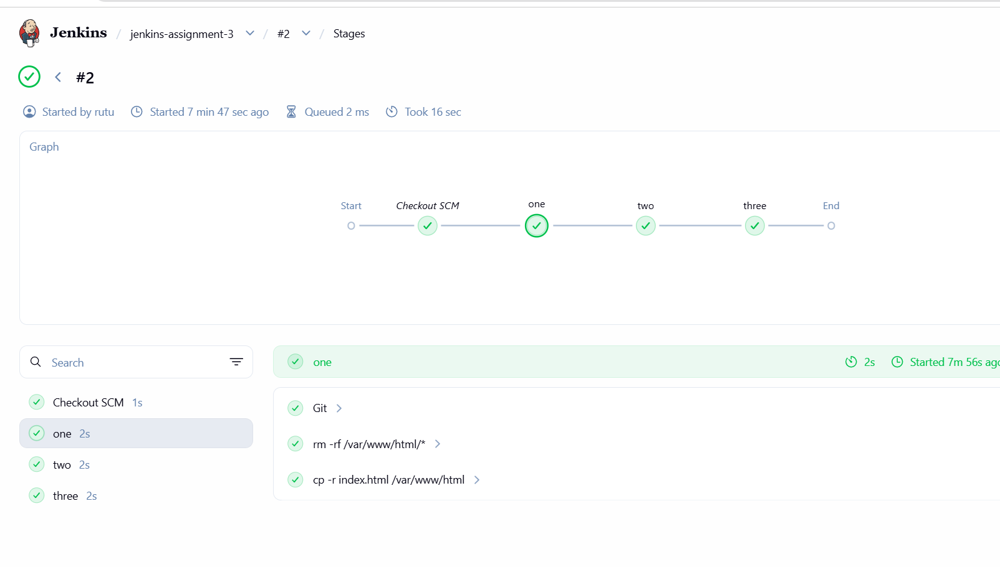 Jenkins / jenkins-assignment-3 / #2 / Stages
#2
Started by rutu Started 7 min 47 sec ago Queued 2 ms Took 16 sec
Graph
Start Checkout SCM one two three End
Search
one 2s Started 7m 56s ago
Checkout SCM 1s
one 2s
two 2s
three 2s
Git
rm -rf /var/www/html/*
cp -r index.html /var/www/html